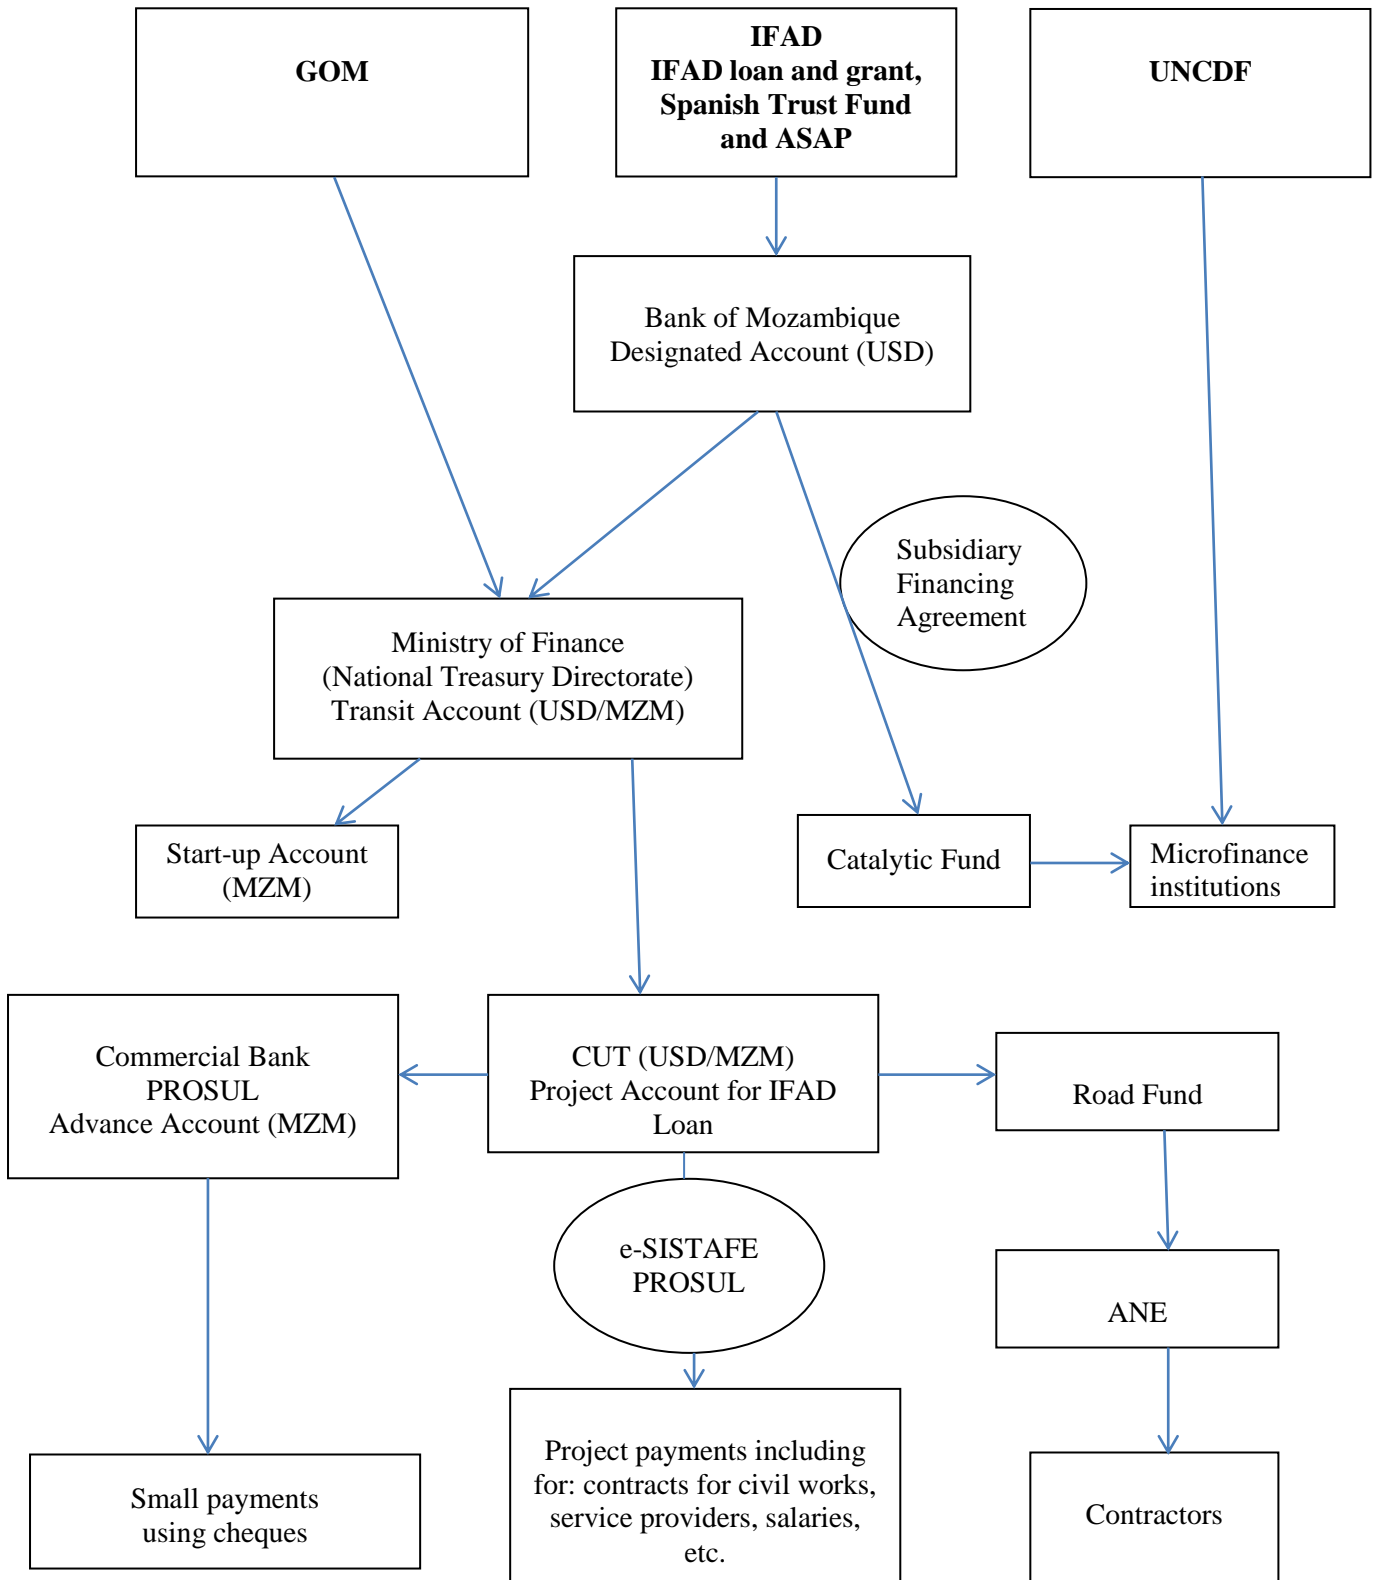 GOM
IFAD
IFAD loan and grant,
Spanish Trust Fund
and ASAP
UNCDF
Bank of Mozambique
Designated Account (USD)
Subsidiary
Financing
Agreement
Ministry of Finance
(National Treasury Directorate)
Transit Account (USD/MZM)
Start-up Account
(MZM)
Catalytic Fund
Microfinance
institutions
Commercial Bank
PROSUL
Advance Account (MZM)
CUT (USD/MZM)
Project Account for IFAD
Loan
Road Fund
e-SISTAFE
PROSUL
ANE
Small payments
using cheques
Project payments including
for: contracts for civil works,
service providers, salaries,
etc.
Contractors